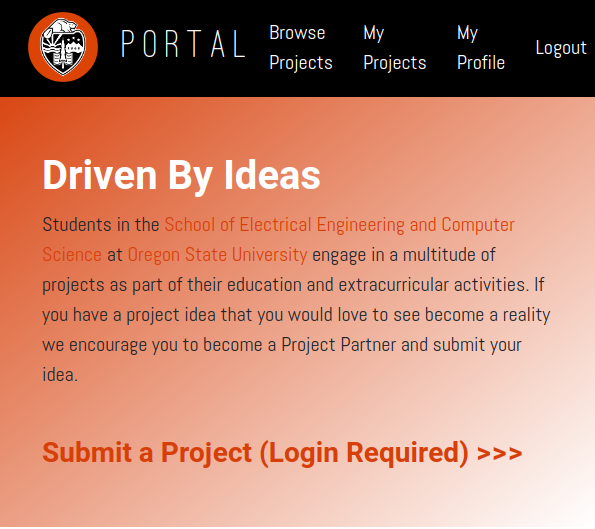 PORTAL
Browse Projects
My Projects
My Profile
Logout
Driven By Ideas
Students in the School of Electrical Engineering and Computer
Science at Oregon State University engage in a multitude of
projects as part of their education and extracurricular activities. If
you have a project idea that you would love to see become a reality
we encourage you to become a Project Partner and submit your
idea.
Submit a Project (Login Required) >>>